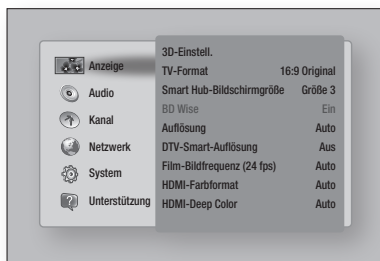 Anzeige
Audio
Kanal
Netzwerk
System
Unterstützung
3D-Einstell.
TV-Format 16:9 Original
Smart Hub-Bildschirmgröße Größe 3
BD Wise Ein
Auflösung Auto
DTV-Smart-Auflösung Aus
Film-Bildfrequenz (24 fps) Auto
HDMI-Farbformat Auto
HDMI-Deep Color Auto